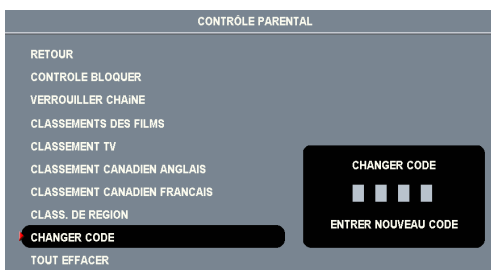 CONTRÔLE PARENTAL
RETOUR
CONTROLE BLOQUER
VERROUILLER CHAiNE
CLASSEMENTS DES FILMS
CLASSEMENT TV
CLASSEMENT CANADIEN ANGLAIS
CLASSEMENT CANADIEN FRANCAIS
CLASS. DE REGION
CHANGER CODE
TOUT EFFACER
CHANGER CODE
ENTRER NOUVEAU CODE